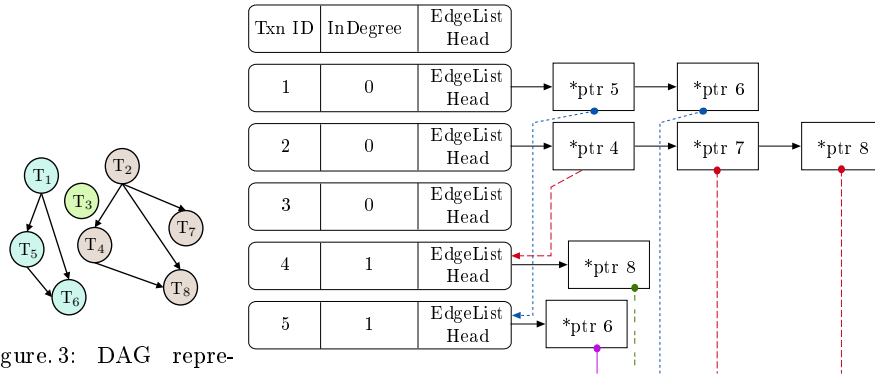 Txn ID InDegree EdgeList Head
1 0 EdgeList Head *ptr 5 *ptr 6
2 0 EdgeList Head *ptr 4 *ptr 7 *ptr 8
3 0 EdgeList Head
4 1 EdgeList Head *ptr 8
5 1 EdgeList Head *ptr 6
T1
T2
T3
T4
T5
T6
T7
T8
gure. 3: DAG repre-